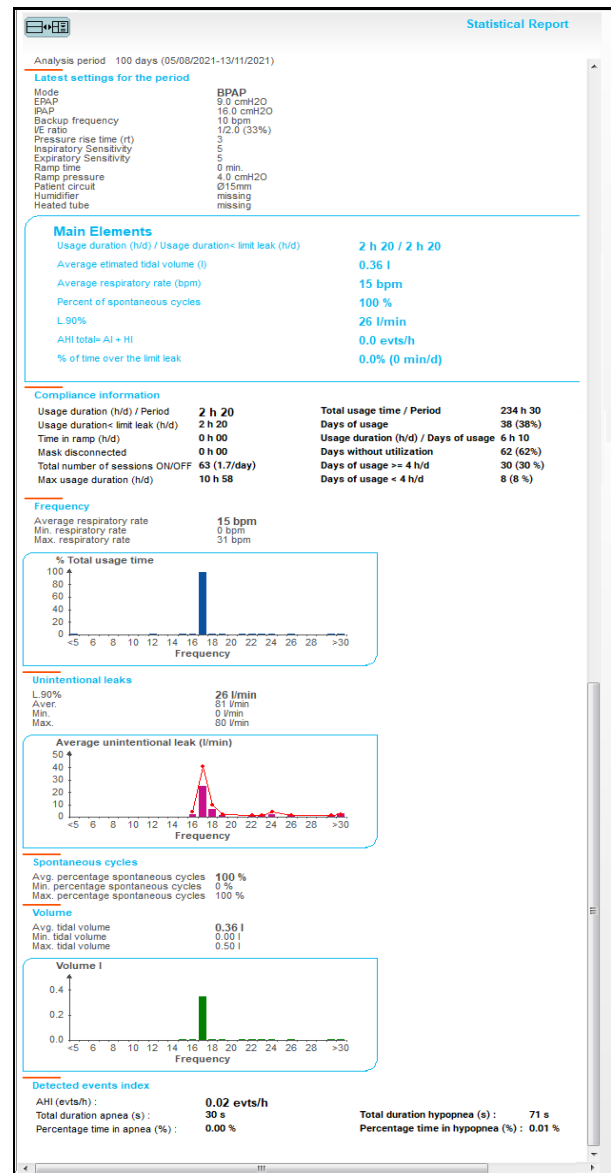 Statistical Report
Analysis period 100 days (05/08/2021-13/11/2021)
Latest settings for the period
Mode BPAP
EPAP 9.0 cmH2O
IPAP 16.0 cmH2O
Backup frequency 10 bpm
I/E ratio 1/2.0 (33%)
Pressure rise time (rt) 3
Inspiratory Sensitivity 5
Expiratory Sensitivity 5
Ramp time 0 min.
Ramp pressure 4.0 cmH2O
Patient circuit Ø15mm
Humidifier missing
Heated tube missing
Main Elements
Usage duration (h/d) / Usage duration< limit leak (h/d) 2 h 20 / 2 h 20
Average etimated tidal volume (l) 0.36 l
Average respiratory rate (bpm) 15 bpm
Percent of spontaneous cycles 100 %
L.90% 26 l/min
AHI total= AI + HI 0.0 evts/h
% of time over the limit leak 0.0% (0 min/d)
Compliance information
Usage duration (h/d) / Period 2 h 20 Total usage time / Period 234 h 30
Usage duration< limit leak (h/d) 2 h 20 Days of usage 38 (38%)
Time in ramp (h/d) 0 h 00 Usage duration (h/d) / Days of usage 6 h 10
Mask disconnected 0 h 00 Days without utilization 62 (62%)
Total number of sessions ON/OFF 63 (1.7/day) Days of usage >= 4 h/d 30 (30 %)
Max usage duration (h/d) 10 h 58 Days of usage < 4 h/d 8 (8 %)
Frequency
Average respiratory rate 15 bpm
Min. respiratory rate 0 bpm
Max. respiratory rate 31 bpm
% Total usage time
100
80
60
40
20
0
<5 6 8 10 12 14 16 18 20 22 24 26 28 >30
Frequency
Unintentional leaks
L.90% 26 l/min
Aver. 81 l/min
Min. 0 l/min
Max. 80 l/min
Average unintentional leak (l/min)
50
40
30
20
10
0
<5 6 8 10 12 14 16 18 20 22 24 26 28 >30
Frequency
Spontaneous cycles
Avg. percentage spontaneous cycles 100 %
Min. percentage spontaneous cycles 0 %
Max. percentage spontaneous cycles 100 %
Volume
Avg. tidal volume 0.36 l
Min. tidal volume 0.00 l
Max. tidal volume 0.50 l
Volume l
0.4
0.2
0.0
<5 6 8 10 12 14 16 18 20 22 24 26 28 >30
Frequency
Detected events index
AHI (evts/h) : 0.02 evts/h
Total duration apnea (s) : 30 s Total duration hypopnea (s) : 71 s
Percentage time in apnea (%) : 0.00 % Percentage time in hypopnea (%) : 0.01 %